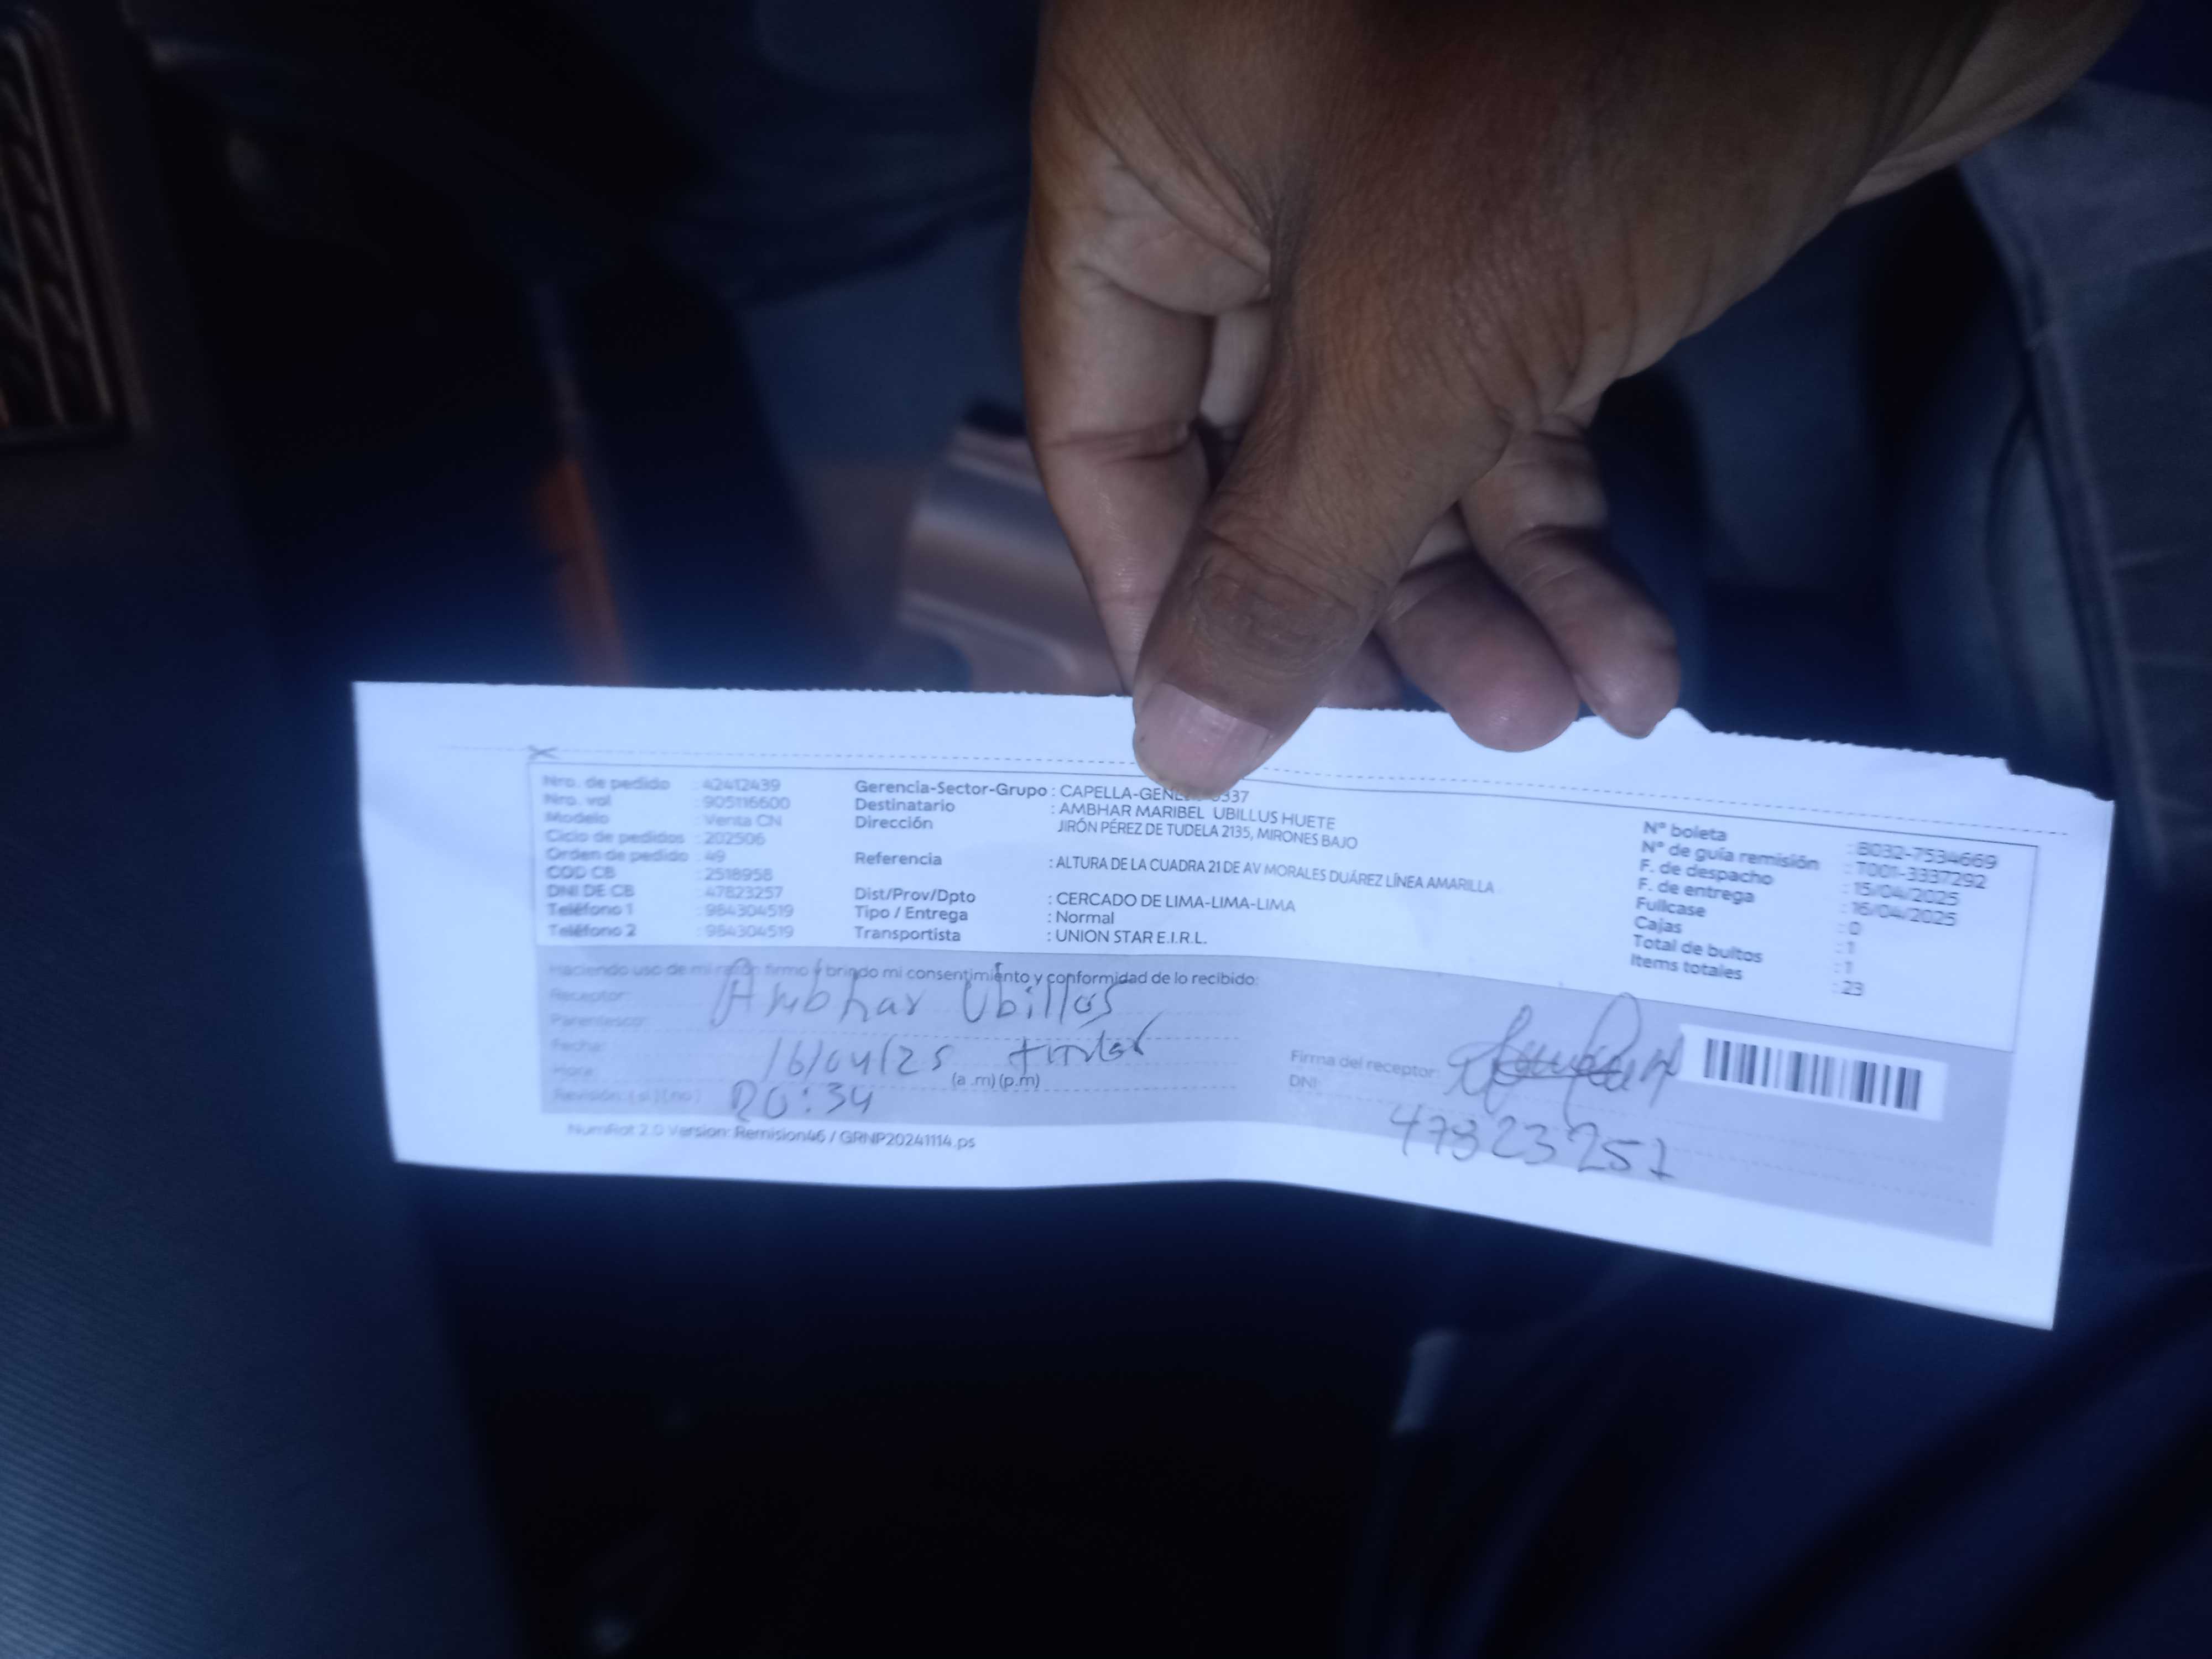 Nro. de pedido : 42412439
Nro. vol : 905116600
Modelo : Venta CN
Ciclo de pedidos : 202506
Orden de pedido : 49
COD CB : 2518958
DNI DE CB : 47823257
Teléfono 1 : 984304519
Teléfono 2 : 984304519
Gerencia-Sector-Grupo : CAPELLA-GENE 337
Destinatario : AMBHAR MARIBEL UBILLUS HUETE
Dirección JIRÓN PÉREZ DE TUDELA 2135, MIRONES BAJO
Referencia : ALTURA DE LA CUADRA 21 DE AV MORALES DUÁREZ LÍNEA AMARILLA
Dist/Prov/Dpto : CERCADO DE LIMA-LIMA-LIMA
Tipo / Entrega : Normal
Transportista : UNION STAR E.I.R.L.
N° boleta : B032-7534669
N° de guía remisión : T001-3337292
F. de despacho : 15/04/2025
F. de entrega : 16/04/2025
Fullcase : 0
Cajas : 1
Total de bultos : 1
Items totales : 23
Haciendo uso de mi razón firmo y brindo mi consentimiento y conformidad de lo recibido:
Receptor: Ambhar Ubillus
Parentesco: titular
Fecha: 16/04/25
Hora: 20:34 (a .m) (p.m)
Revisión: ( si ) ( no )
Firma del receptor:
DNI: 47823257
NumRot 2.0 Version: Remision46 / GRNP20241114.ps